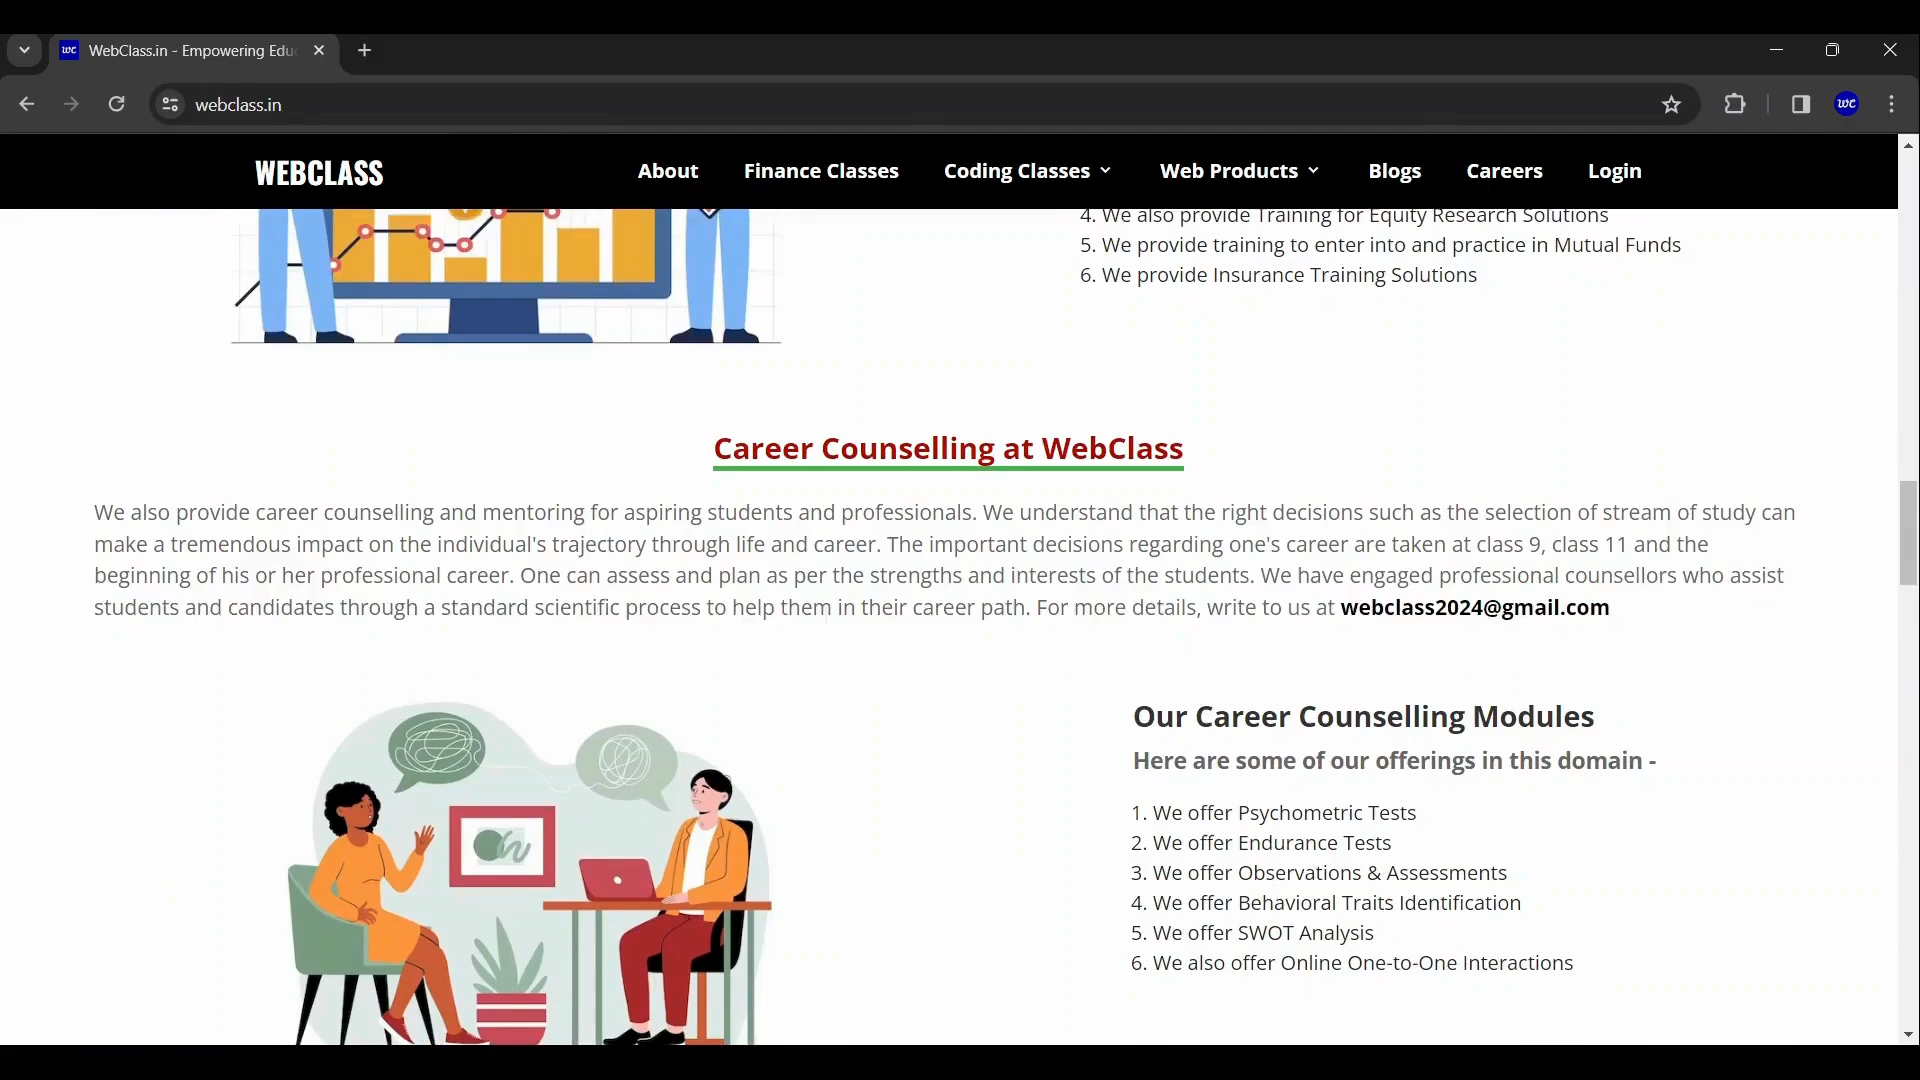 WebClass.in - Empowering Edu
webclass.in
WEBCLASS
About Finance Classes Coding Classes Web Products Blogs Careers Login
4. We also provide Training for Equity Research Solutions
5. We provide training to enter into and practice in Mutual Funds
6. We provide Insurance Training Solutions
Career Counselling at WebClass
We also provide career counselling and mentoring for aspiring students and professionals. We understand that the right decisions such as the selection of stream of study can
make a tremendous impact on the individual's trajectory through life and career. The important decisions regarding one's career are taken at class 9, class 11 and the
beginning of his or her professional career. One can assess and plan as per the strengths and interests of the students. We have engaged professional counsellors who assist
students and candidates through a standard scientific process to help them in their career path. For more details, write to us at webclass2024@gmail.com
Our Career Counselling Modules
Here are some of our offerings in this domain -
1. We offer Psychometric Tests
2. We offer Endurance Tests
3. We offer Observations & Assessments
4. We offer Behavioral Traits Identification
5. We offer SWOT Analysis
6. We also offer Online One-to-One Interactions